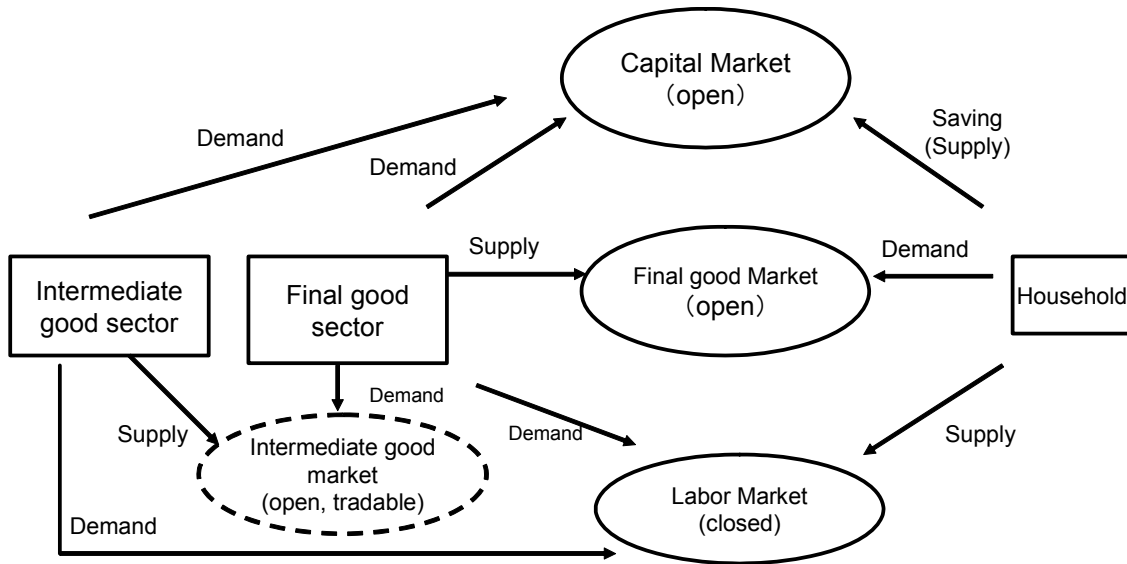 Capital Market
（open）
Demand
Demand
Saving
(Supply)
Supply
Demand
Intermediate
good sector
Final good
sector
Final good Market
（open）
Household
Supply
Demand
Demand
Supply
Intermediate good
market
(open, tradable)
Labor Market
(closed)
Demand